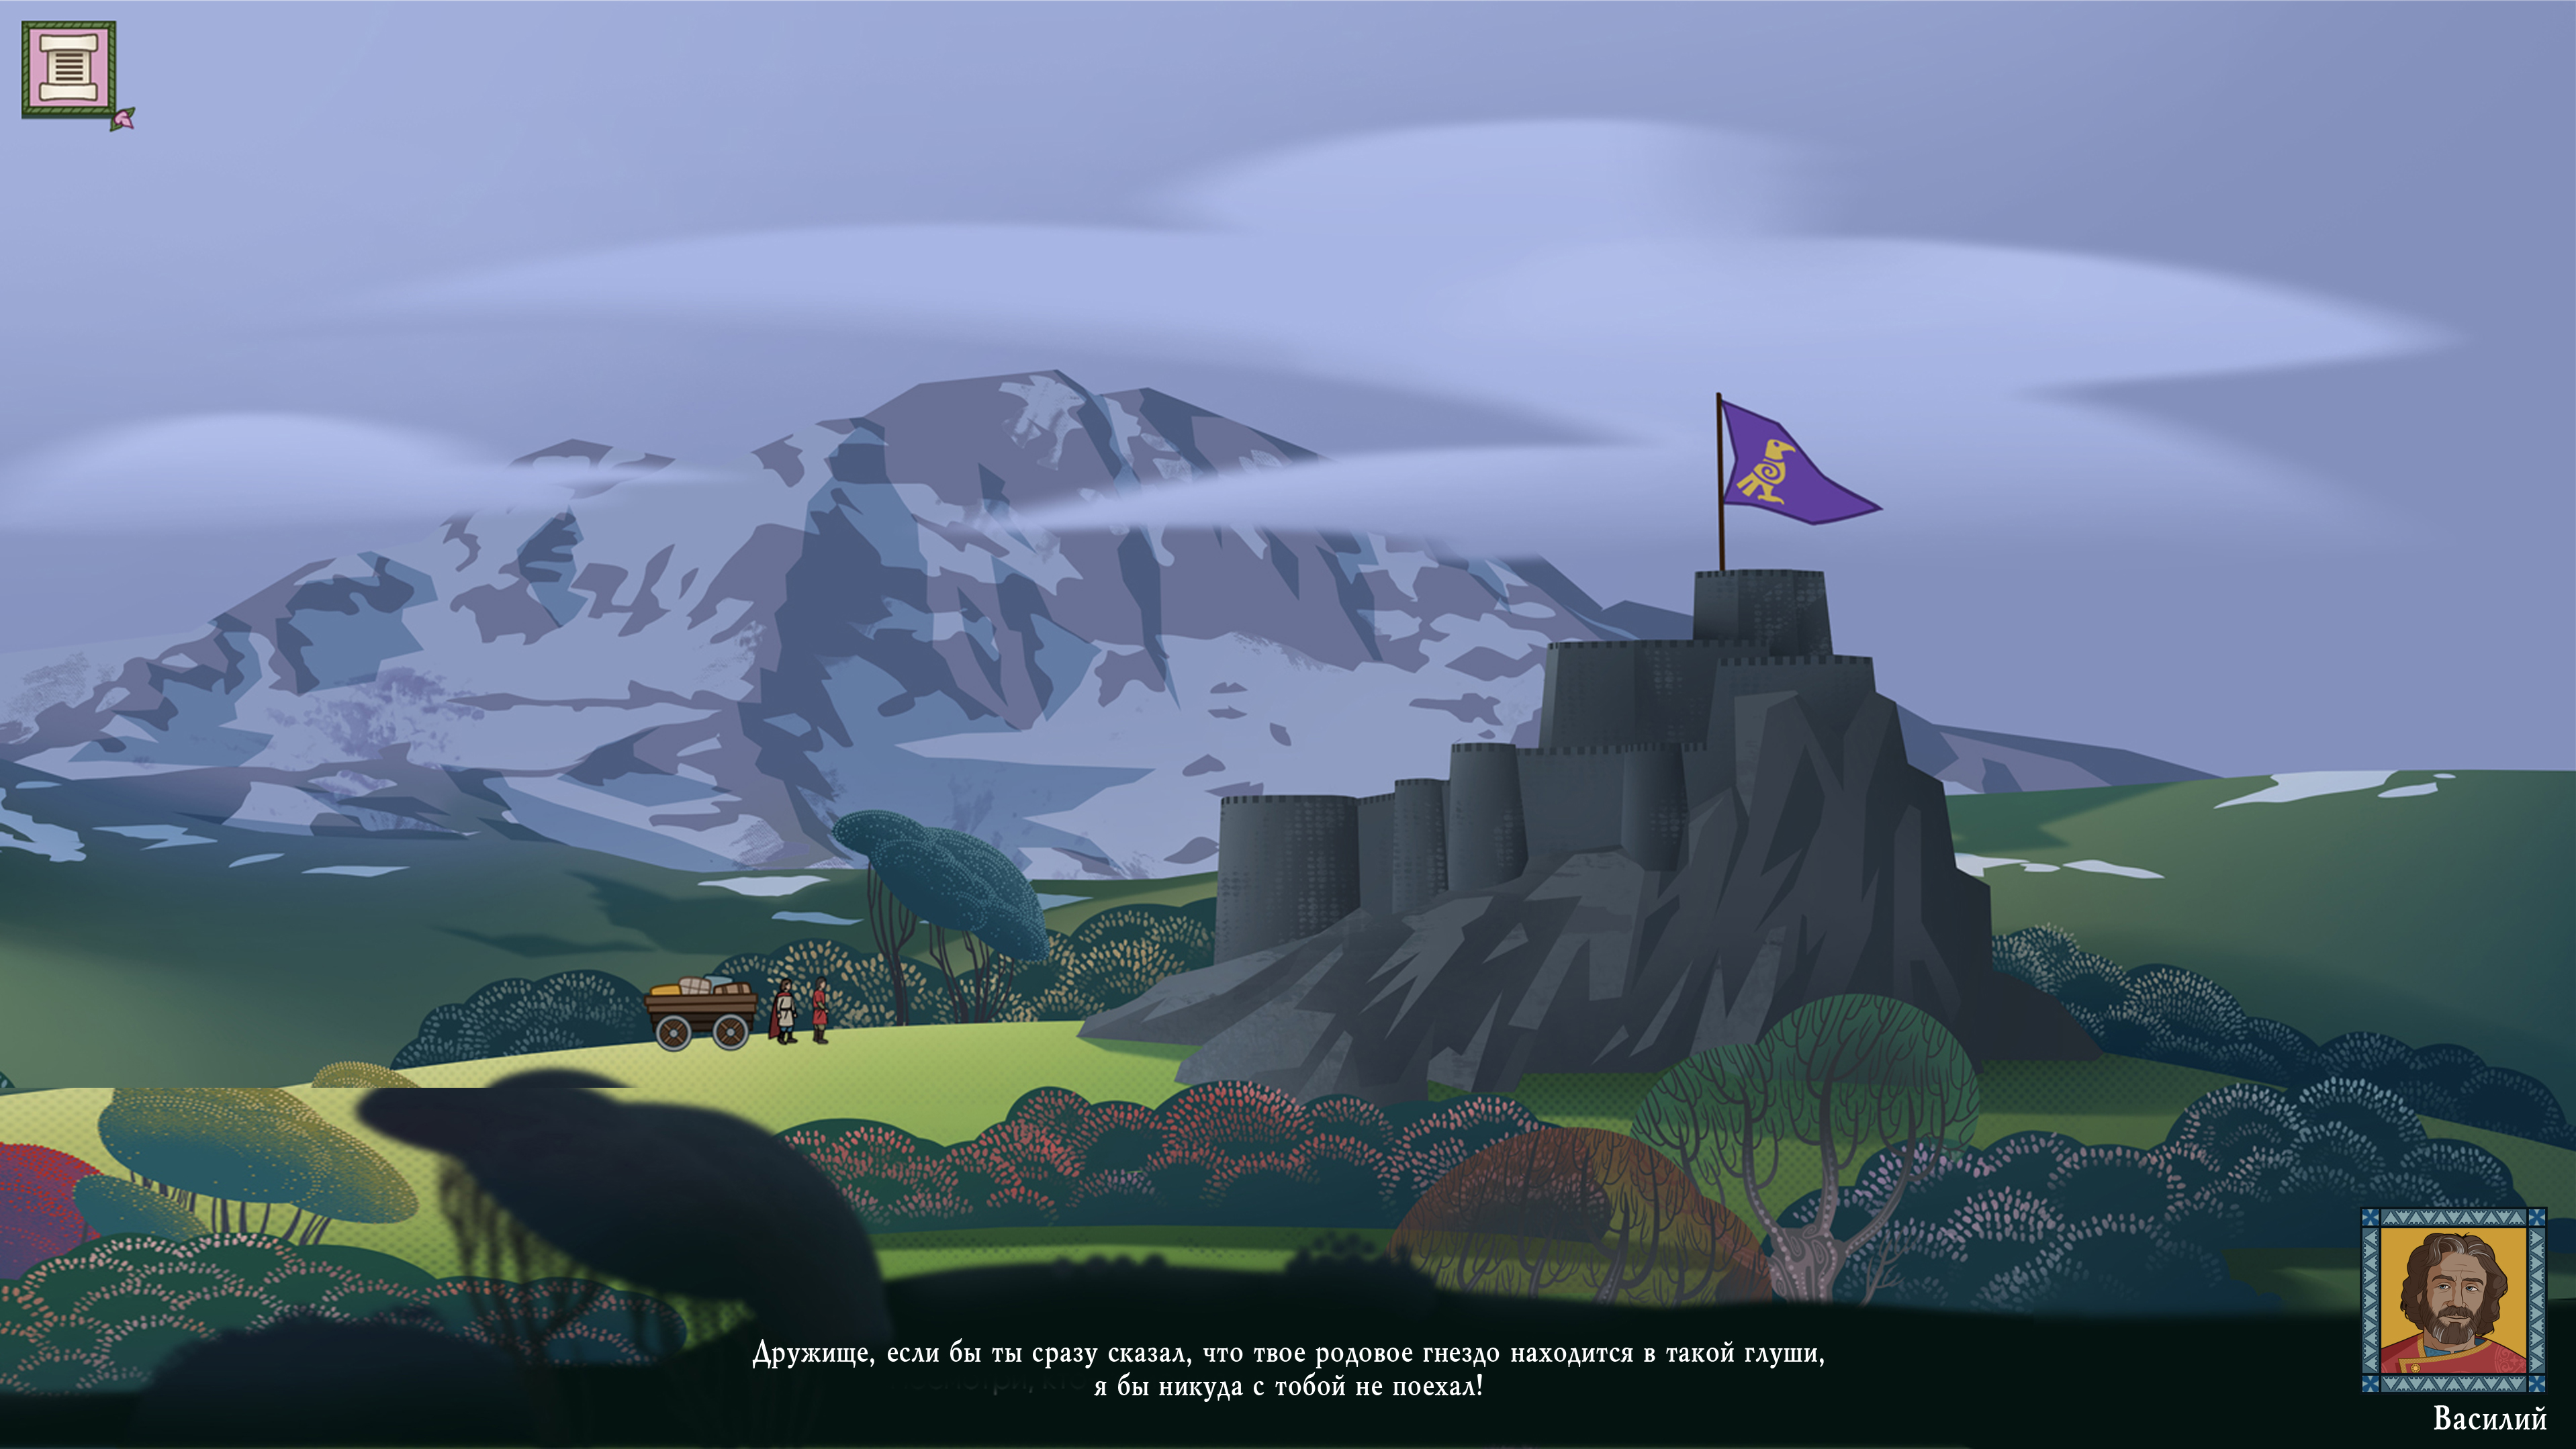 Дружище, если бы ты сразу сказал, что твое родовое гнездо находится в такой глуши,
я бы никуда с тобой не поехал!
Василий